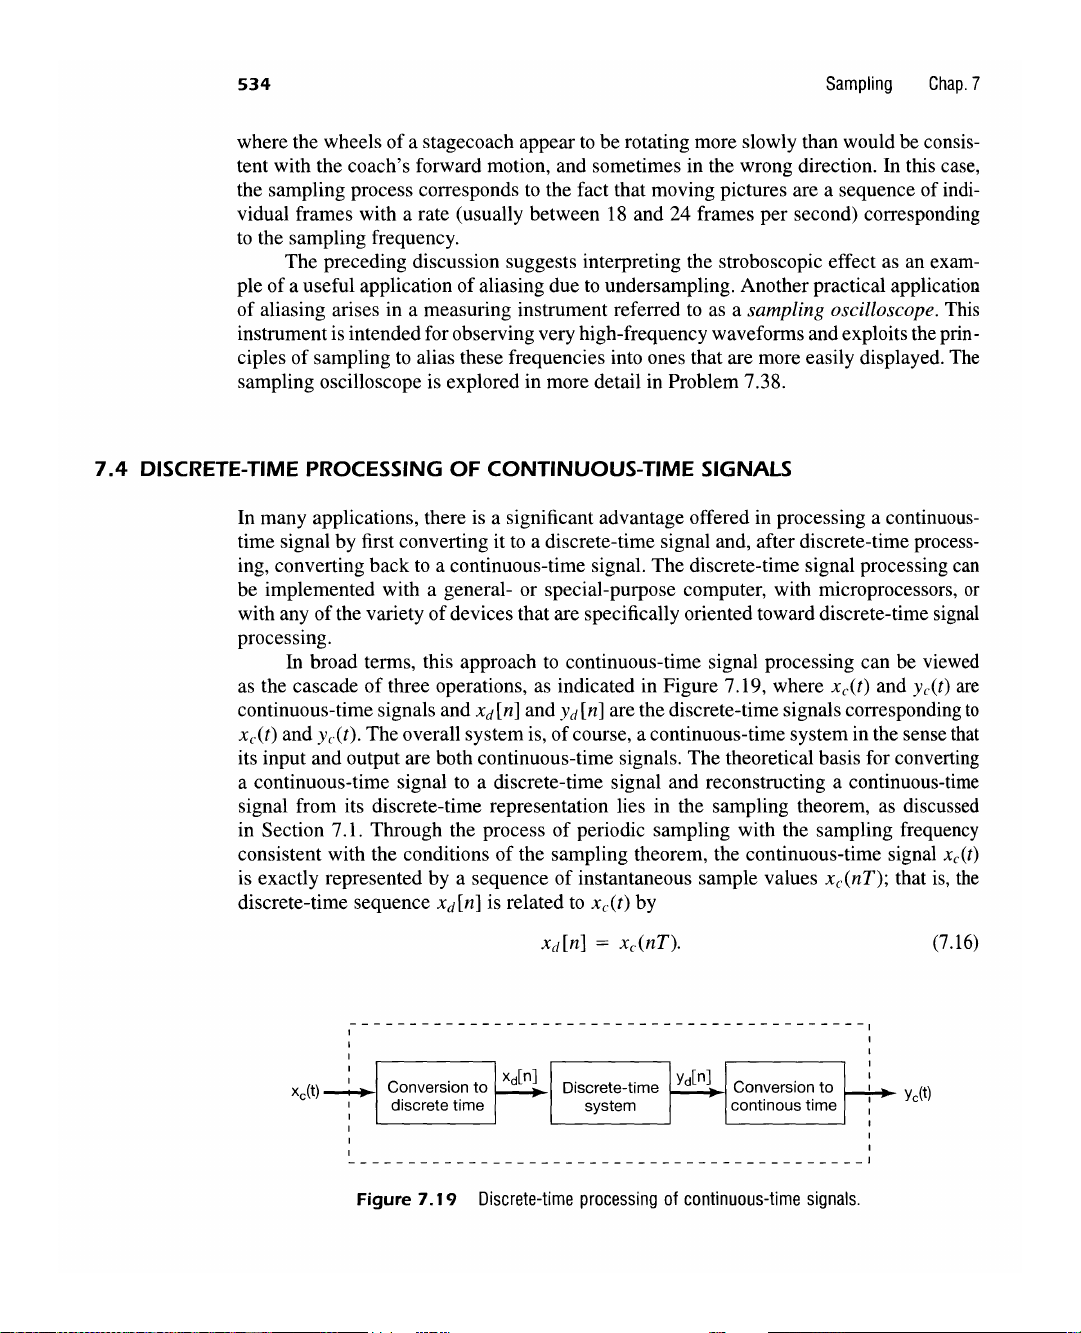 534 Sampling Chap. 7
where the wheels of a stagecoach appear to be rotating more slowly than would be consis-
tent with the coach's forward motion, and sometimes in the wrong direction. In this case,
the sampling process corresponds to the fact that moving pictures are a sequence of indi-
vidual frames with a rate (usually between 18 and 24 frames per second) corresponding
to the sampling frequency.
The preceding discussion suggests interpreting the stroboscopic effect as an exam-
ple of a useful application of aliasing due to undersampling. Another practical application
of aliasing arises in a measuring instrument referred to as a sampling oscilloscope. This
instrument is intended for observing very high-frequency waveforms and exploits the prin-
ciples of sampling to alias these frequencies into ones that are more easily displayed. The
sampling oscilloscope is explored in more detail in Problem 7.38.
7.4 DISCRETE-TIME PROCESSING OF CONTINUOUS-TIME SIGNALS
In many applications, there is a significant advantage offered in processing a continuous-
time signal by first converting it to a discrete-time signal and, after discrete-time process-
ing, converting back to a continuous-time signal. The discrete-time signal processing can
be implemented with a general- or special-purpose computer, with microprocessors, or
with any of the variety of devices that are specifically oriented toward discrete-time signal
processing.
In broad terms, this approach to continuous-time signal processing can be viewed
as the cascade of three operations, as indicated in Figure 7.19, where x_c(t) and y_c(t) are
continuous-time signals and x_d[n] and y_d[n] are the discrete-time signals corresponding to
x_c(t) and y_c(t). The overall system is, of course, a continuous-time system in the sense that
its input and output are both continuous-time signals. The theoretical basis for converting
a continuous-time signal to a discrete-time signal and reconstructing a continuous-time
signal from its discrete-time representation lies in the sampling theorem, as discussed
in Section 7.1. Through the process of periodic sampling with the sampling frequency
consistent with the conditions of the sampling theorem, the continuous-time signal x_c(t)
is exactly represented by a sequence of instantaneous sample values x_c(nT); that is, the
discrete-time sequence x_d[n] is related to x_c(t) by
x_d[n] = x_c(nT). (7.16)
x_c(t)
Conversion to
discrete time
x_d[n]
Discrete-time
system
y_d[n]
Conversion to
continous time
y_c(t)
Figure 7.19 Discrete-time processing of continuous-time signals.